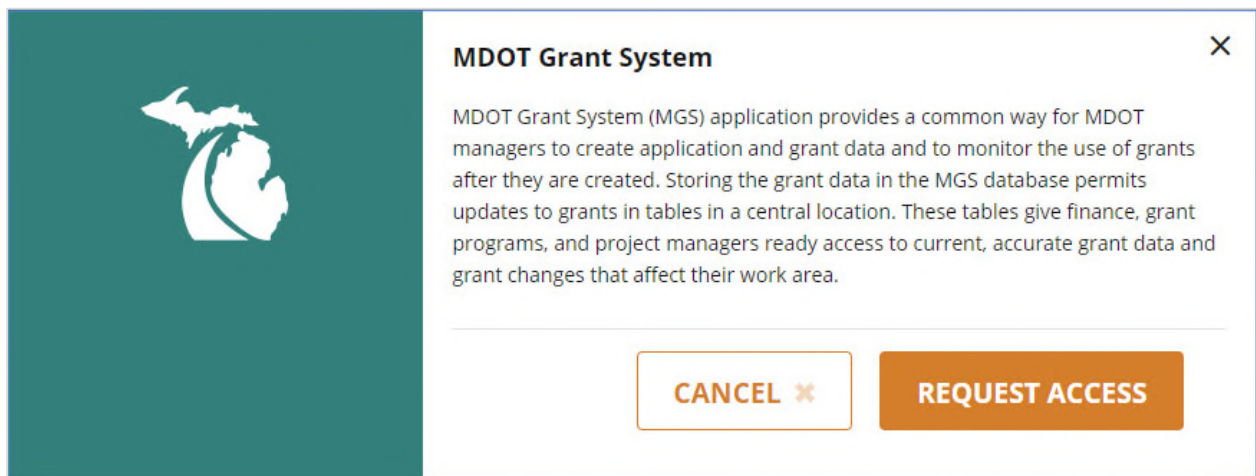 MDOT Grant System
MDOT Grant System (MGS) application provides a common way for MDOT
managers to create application and grant data and to monitor the use of grants
after they are created. Storing the grant data in the MGS database permits
updates to grants in tables in a central location. These tables give finance, grant
programs, and project managers ready access to current, accurate grant data and
grant changes that affect their work area.
CANCEL ✖
REQUEST ACCESS